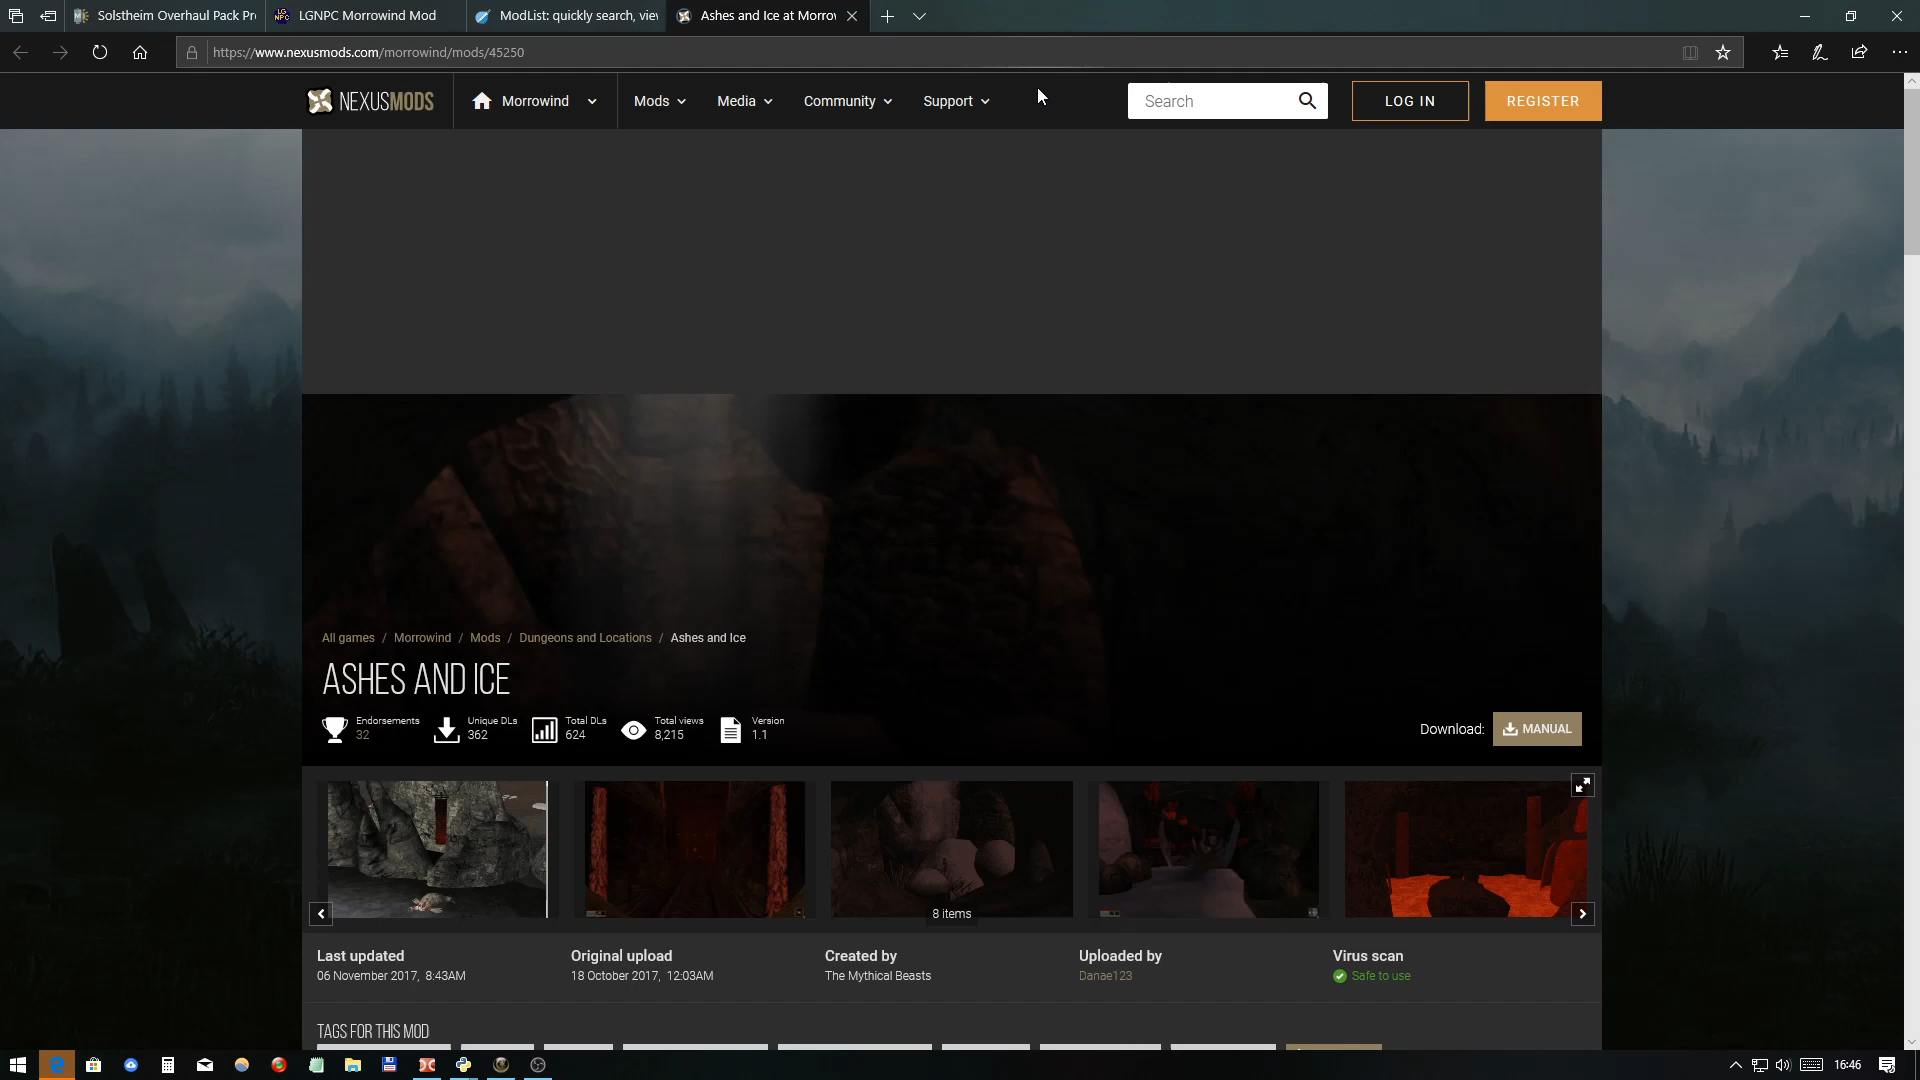 Solstheim Overhaul Pack Pr
LGNPC Morrowind Mod
ModList: quickly search, viev
Ashes and Ice at Morrow
https://www.nexusmods.com/morrowind/mods/45250
NEXUSMODS
Morrowind
Mods
Media
Community
Support
Search
LOG IN
REGISTER
All games / Morrowind / Mods / Dungeons and Locations / Ashes and Ice
ASHES AND ICE
Endorsements
32
Unique DLs
362
Total DLs
624
Total views
8,215
Version
1.1
Download:
MANUAL
8 items
Last updated
06 November 2017, 8:43AM
Original upload
18 October 2017, 12:03AM
Created by
The Mythical Beasts
Uploaded by
Danae123
Virus scan
Safe to use
TAGS FOR THIS MOD
16:46